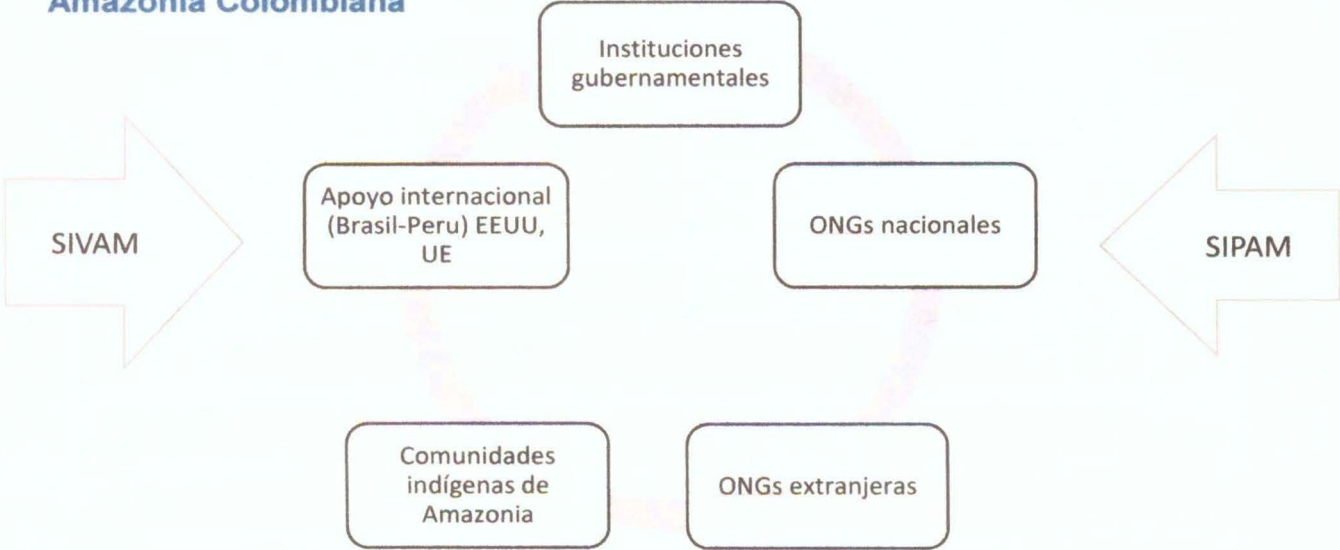 Amazonia Colombiana
Instituciones
gubernamentales
Apoyo internacional
(Brasil-Peru) EEUU,
UE
ONGs nacionales
SIVAM
SIPAM
Comunidades
indígenas de
Amazonia
ONGs extranjeras